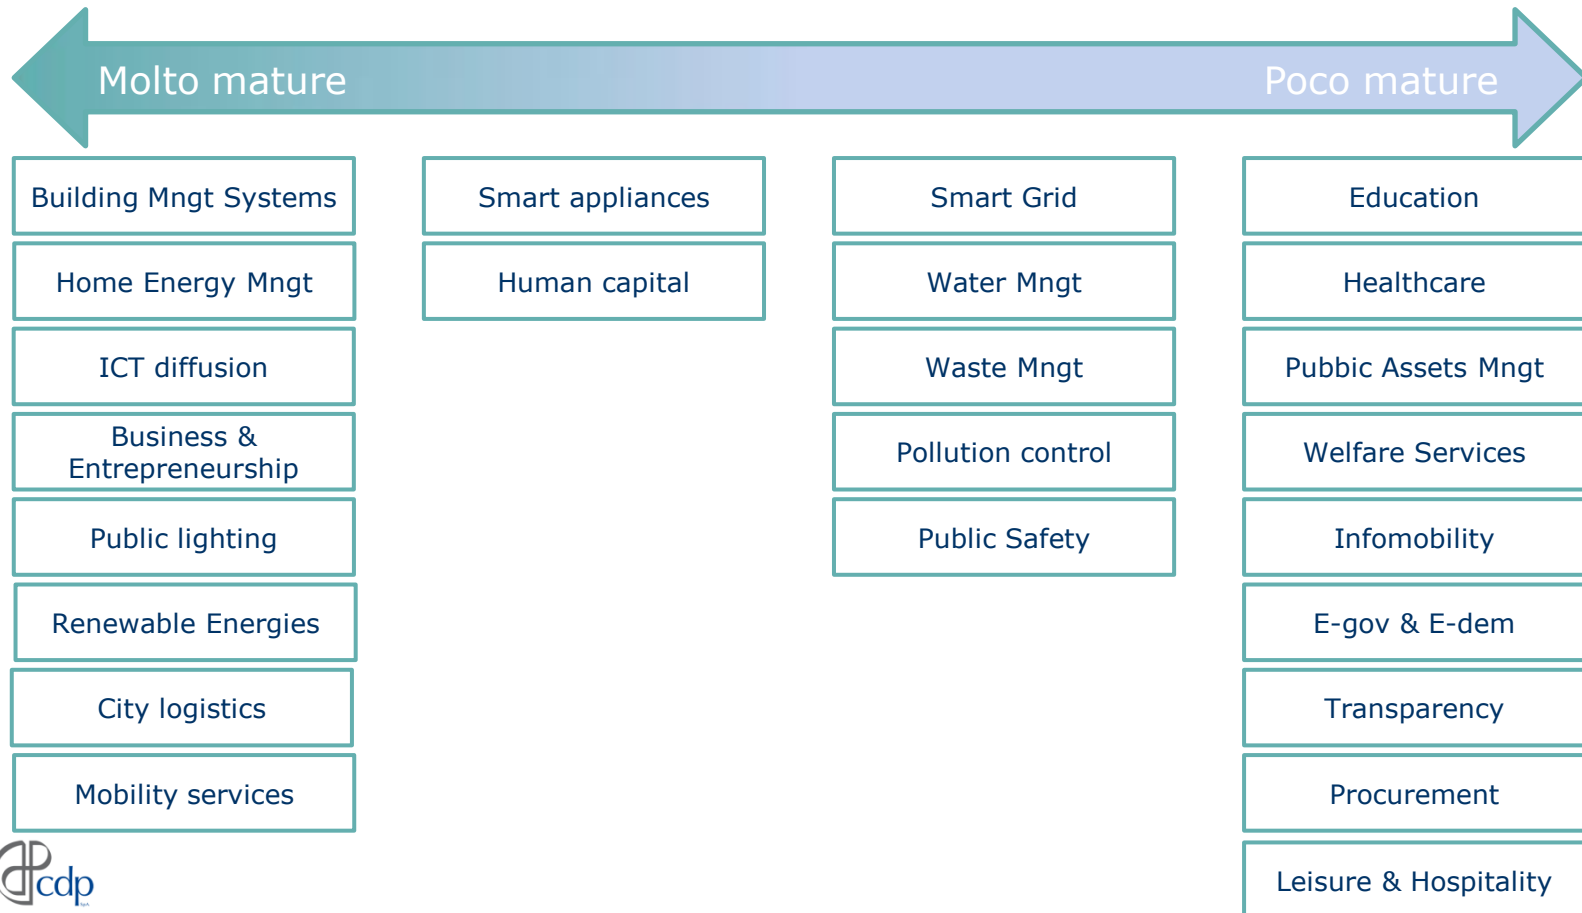 Molto mature
Poco mature
Building Mngt Systems
Home Energy Mngt
ICT diffusion
Business &
Entrepreneurship
Public lighting
Renewable Energies
City logistics
Mobility services
Smart appliances
Human capital
Smart Grid
Water Mngt
Waste Mngt
Pollution control
Public Safety
Education
Healthcare
Pubbic Assets Mngt
Welfare Services
Infomobility
E-gov & E-dem
Transparency
Procurement
Leisure & Hospitality
cdp